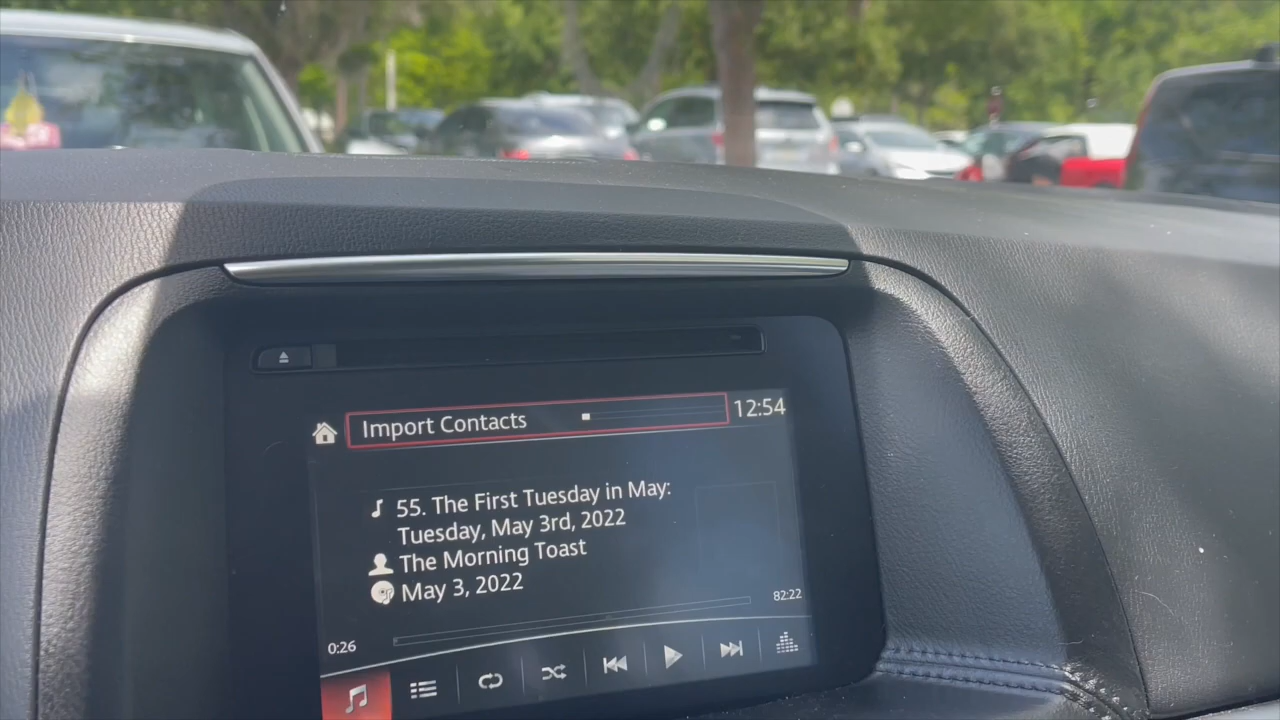 Import Contacts
12:54
55. The First Tuesday in May:
Tuesday, May 3rd, 2022
The Morning Toast
May 3, 2022
0:26
82:22